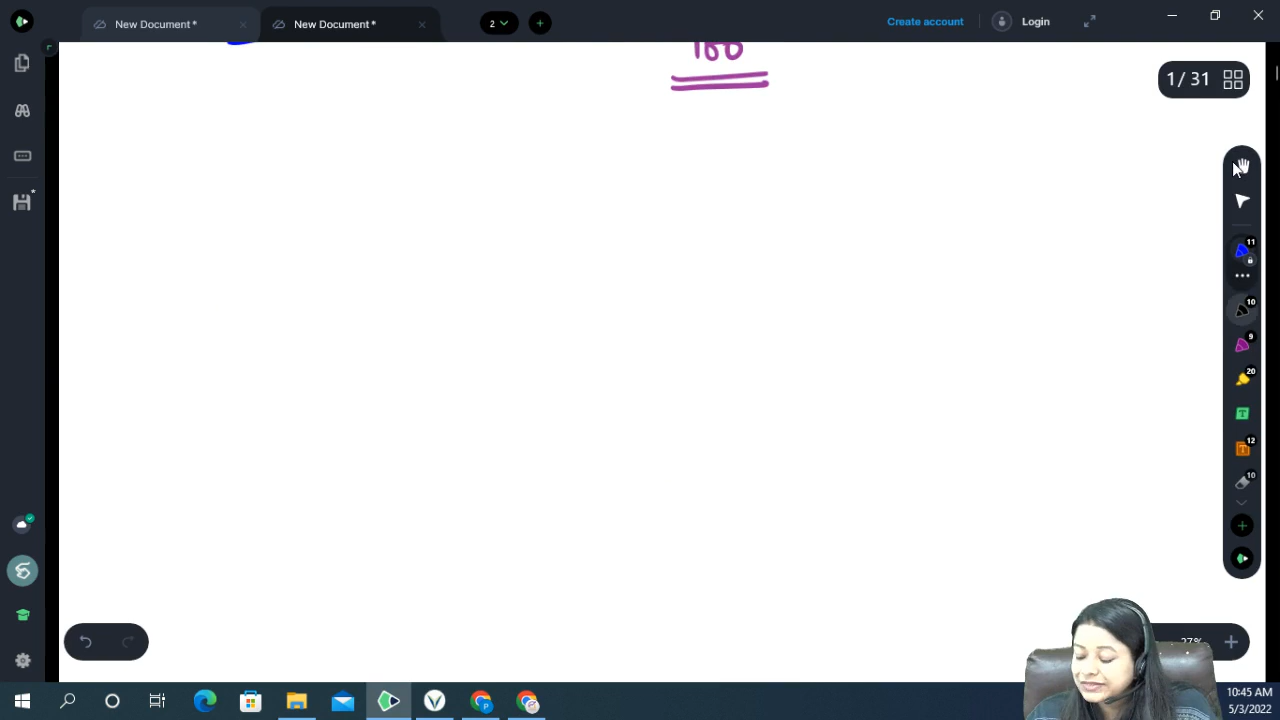 New Document *
New Document *
2
Create account
Login
1 / 31
11
10
9
20
T
12
T
10
27%
10:45 AM
5/3/2022